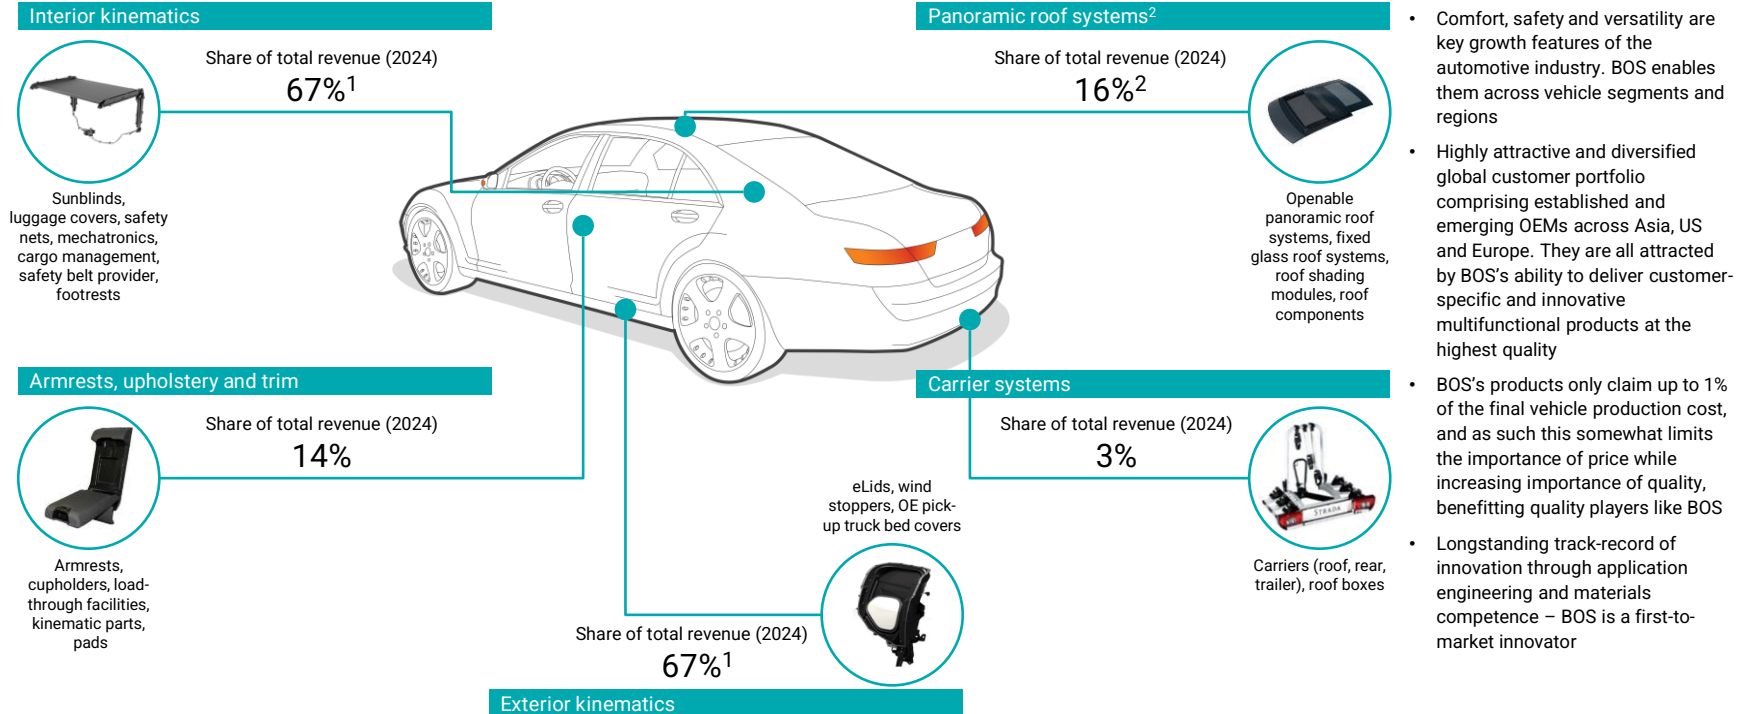 Interior kinematics
Share of total revenue (2024)
67%1
Sunblinds,
luggage covers, safety
nets, mechatronics,
cargo management,
safety belt provider,
footrests
Panoramic roof systems2
Share of total revenue (2024)
16%2
Openable
panoramic roof
systems, fixed
glass roof systems,
roof shading
modules, roof
components
Armrests, upholstery and trim
Share of total revenue (2024)
14%
Armrests,
cupholders, load-
through facilities,
kinematic parts,
pads
eLids, wind
stoppers, OE pick-
up truck bed covers
Share of total revenue (2024)
67%1
Exterior kinematics
Carrier systems
Share of total revenue (2024)
3%
STRADA
Carriers (roof, rear,
trailer), roof boxes
• Comfort, safety and versatility are
key growth features of the
automotive industry. BOS enables
them across vehicle segments and
regions
• Highly attractive and diversified
global customer portfolio
comprising established and
emerging OEMs across Asia, US
and Europe. They are all attracted
by BOS's ability to deliver customer-
specific and innovative
multifunctional products at the
highest quality
• BOS's products only claim up to 1%
of the final vehicle production cost,
and as such this somewhat limits
the importance of price while
increasing importance of quality,
benefitting quality players like BOS
• Longstanding track-record of
innovation through application
engineering and materials
competence – BOS is a first-to-
market innovator